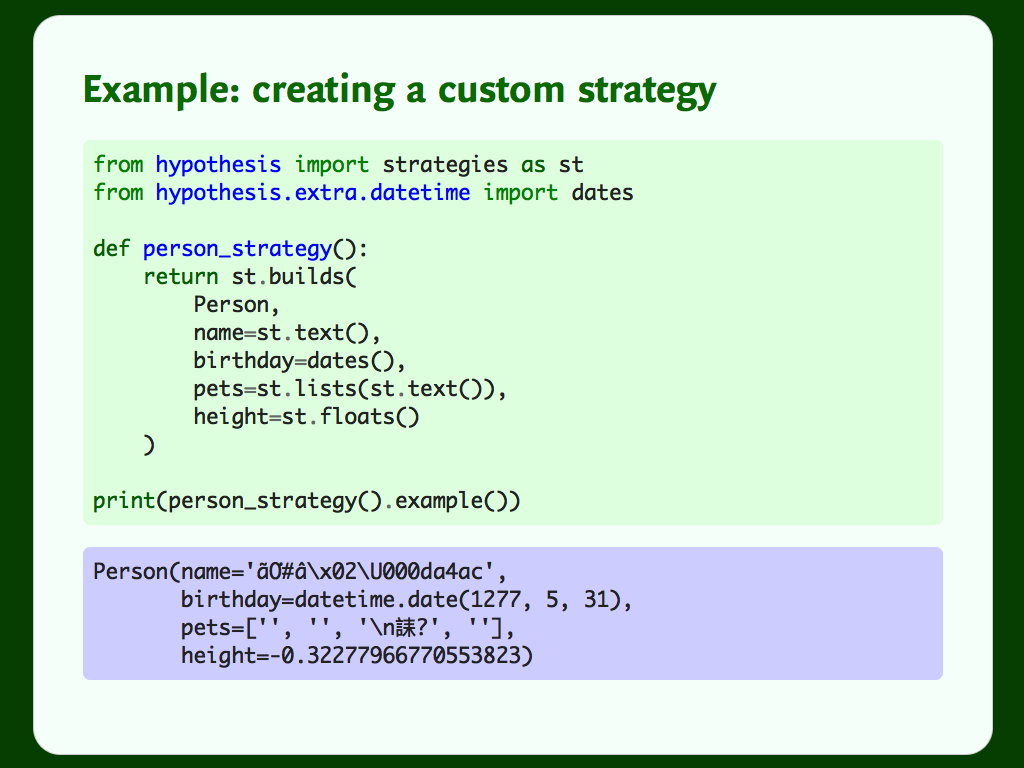 Example: creating a custom strategy
from hypothesis import strategies as st
from hypothesis.extra.datetime import dates
def person_strategy():
    return st.builds(
        Person,
        name=st.text(),
        birthday=dates(),
        pets=st.lists(st.text()),
        height=st.floats()
    )
print(person_strategy().example())
Person(name='ãƠ#â\x02\U000da4ac',
       birthday=datetime.date(1277, 5, 31),
       pets=['', '', '\n誄?', ''],
       height=-0.32277966770553823)